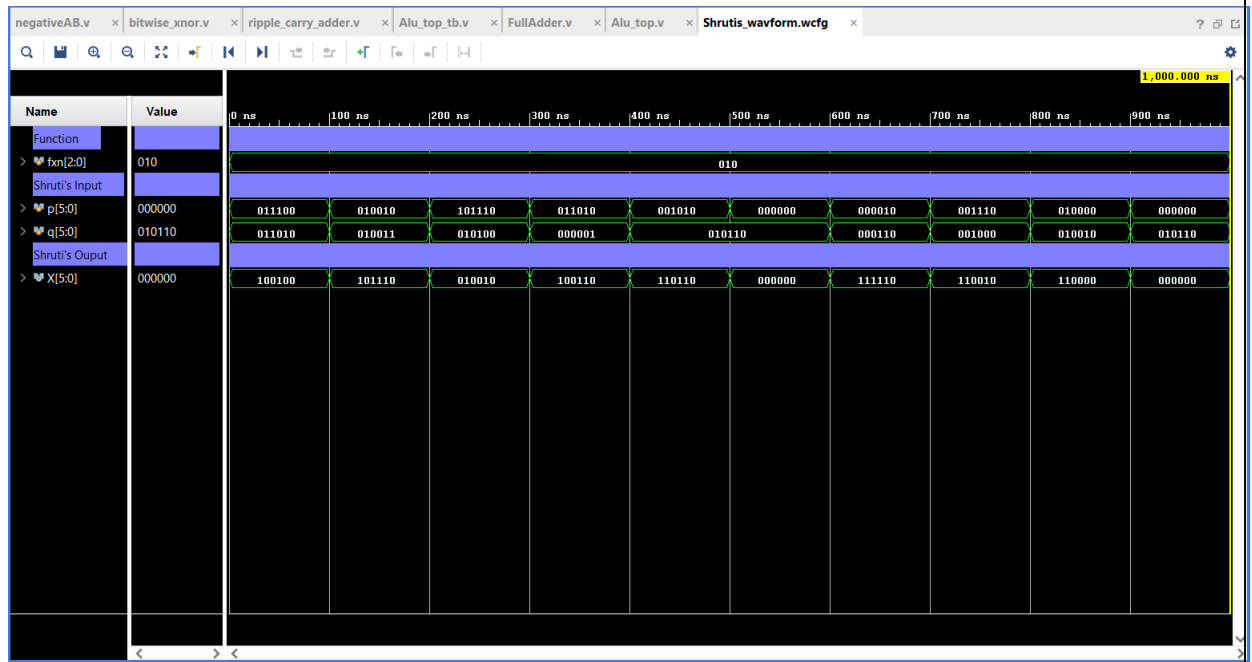 negativeAB.v × bitwise_xnor.v × ripple_carry_adder.v × Alu_top_tb.v × FullAdder.v × Alu_top.v × Shrutis_wavform.wcfg × ?
1,000.000 ns
Name Value 0 ns 100 ns 200 ns 300 ns 400 ns 500 ns 600 ns 700 ns 800 ns 900 ns
Function
fxn[2:0] 010 010
Shruti's Input
p[5:0] 000000 011100 010010 101110 011010 001010 000000 000010 001110 010000 000000
q[5:0] 010110 011010 010011 010100 000001 010110 000110 001000 010010 010110
Shruti's Ouput
X[5:0] 000000 100100 101110 010010 100110 110110 000000 111110 110010 110000 000000